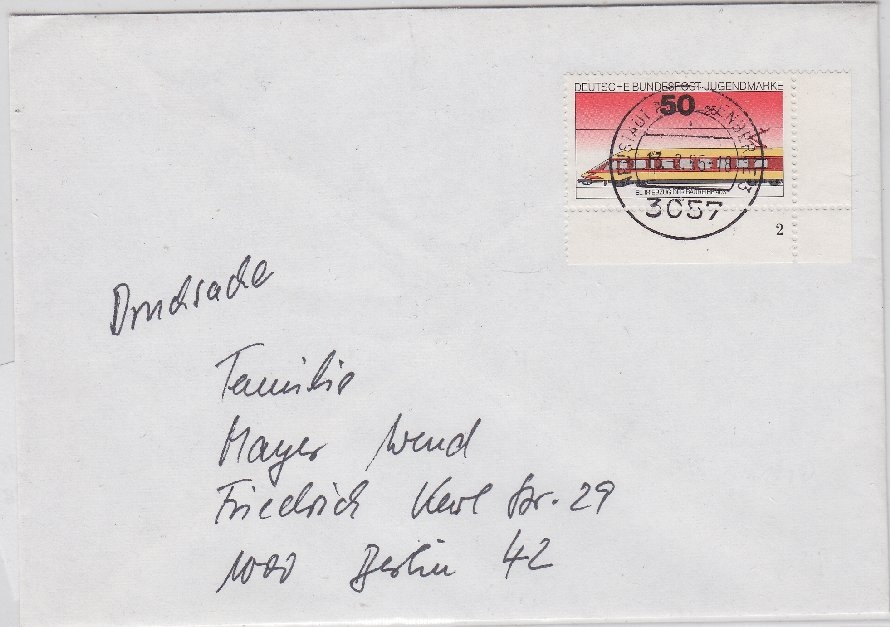 DEUTSCHE BUNDESPOST JUGENDMARKE
50
3057
2
Drucksache
Familie
Mayer Wend
Friedrich Karl Str. 29
1000 Berlin 42